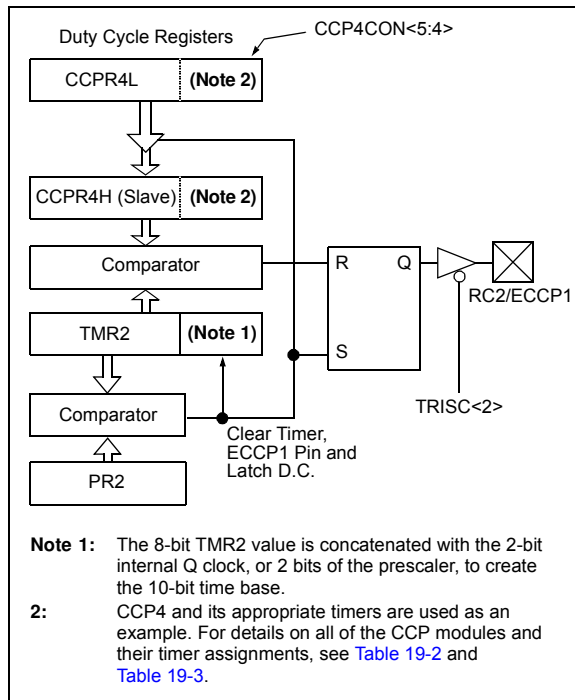 Duty Cycle Registers
CCP4CON<5:4>
CCPR4L
(Note 2)
CCPR4H (Slave)
(Note 2)
Comparator
R
Q
RC2/ECCP1
TMR2
(Note 1)
S
TRISC<2>
Comparator
Clear Timer,
ECCP1 Pin and
Latch D.C.
PR2
Note 1: The 8-bit TMR2 value is concatenated with the 2-bit
internal Q clock, or 2 bits of the prescaler, to create
the 10-bit time base.
2: CCP4 and its appropriate timers are used as an
example. For details on all of the CCP modules and
their timer assignments, see Table 19-2 and
Table 19-3.